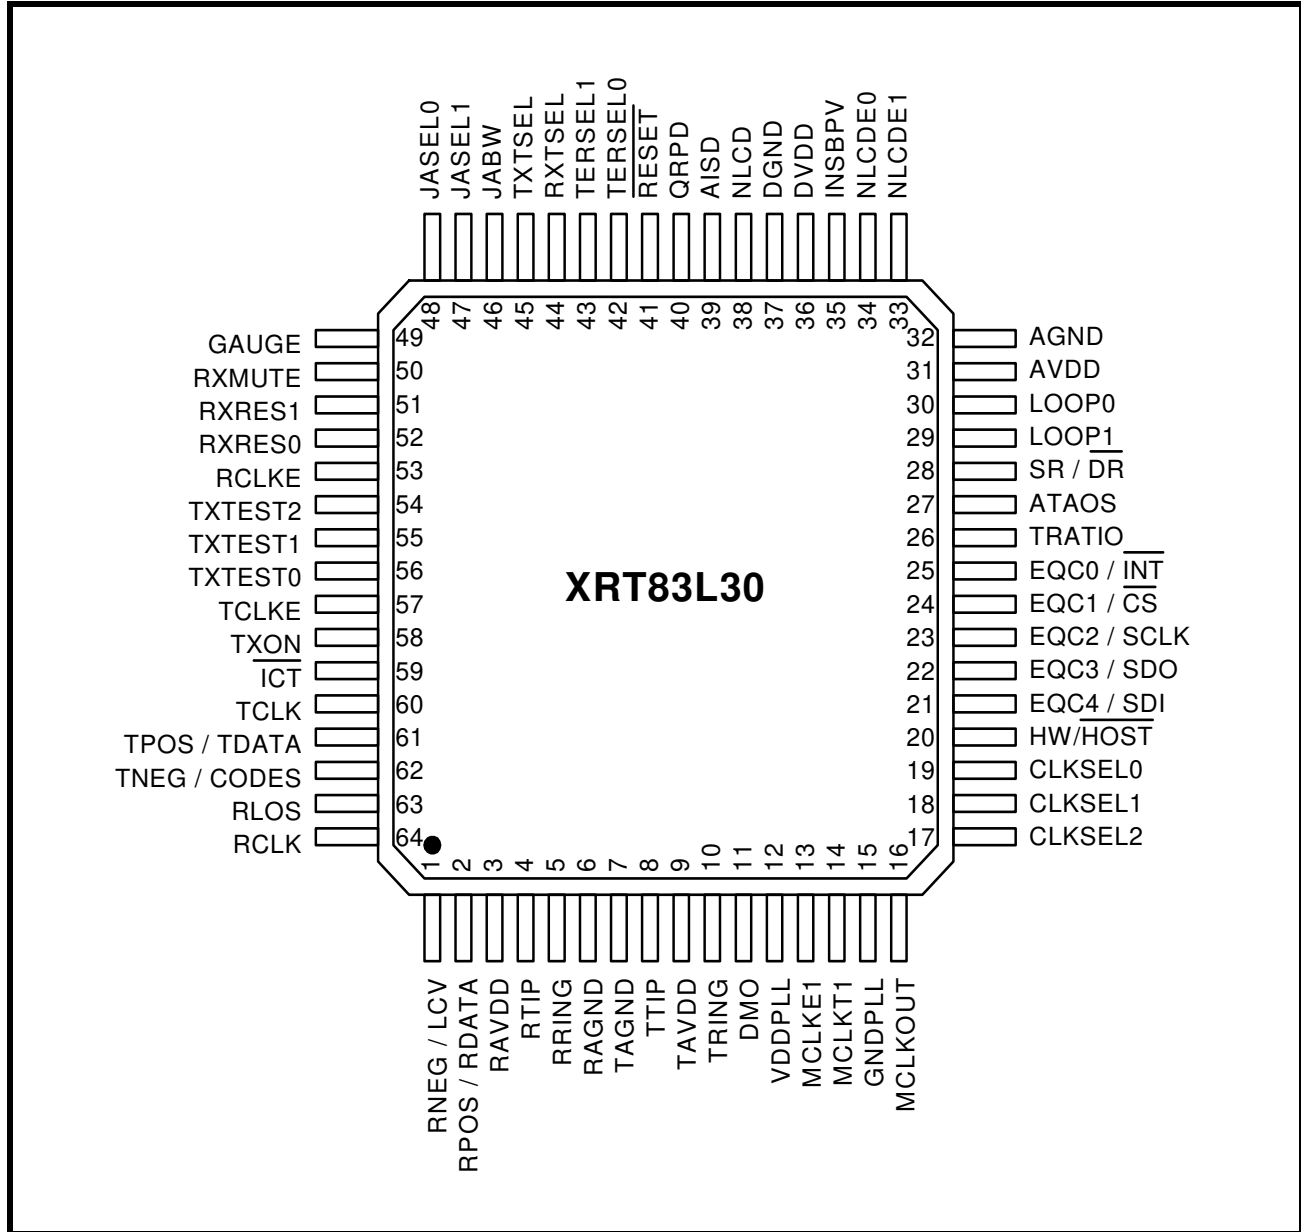 JASEL0
JASEL1
JABW
TXTSEL
RXTSEL
TERSEL1
TERSEL0
RESET
QRPD
AISD
NLCD
DGND
DVDD
INSBPV
NLCDE0
NLCDE1
48
47
46
45
44
43
42
41
40
39
38
37
36
35
34
33
GAUGE 49
RXMUTE 50
RXRES1 51
RXRES0 52
RCLKE 53
TXTEST2 54
TXTEST1 55
TXTEST0 56
TCLKE 57
TXON 58
ICT 59
TCLK 60
TPOS / TDATA 61
TNEG / CODES 62
RLOS 63
RCLK 64
XRT83L30
32 AGND
31 AVDD
30 LOOP0
29 LOOP1
28 SR / DR
27 ATAOS
26 TRATIO
25 EQC0 / INT
24 EQC1 / CS
23 EQC2 / SCLK
22 EQC3 / SDO
21 EQC4 / SDI
20 HW/HOST
19 CLKSEL0
18 CLKSEL1
17 CLKSEL2
1
2
3
4
5
6
7
8
9
10
11
12
13
14
15
16
RNEG / LCV
RPOS / RDATA
RAVDD
RTIP
RRING
RAGND
TAGND
TTIP
TAVDD
TRING
DMO
VDDPLL
MCLKE1
MCLKT1
GNDPLL
MCLKOUT